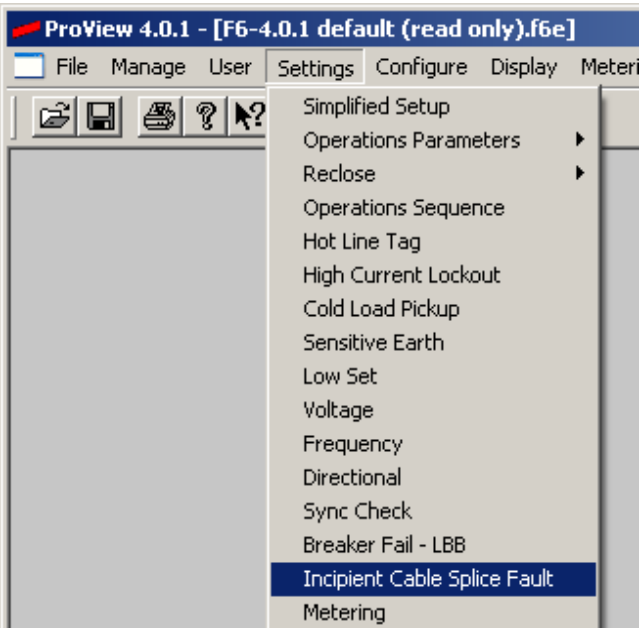 ProView 4.0.1 - [F6-4.0.1 default (read only).f6e]
File Manage User Settings Configure Display Meteri
Simplified Setup
Operations Parameters
Reclose
Operations Sequence
Hot Line Tag
High Current Lockout
Cold Load Pickup
Sensitive Earth
Low Set
Voltage
Frequency
Directional
Sync Check
Breaker Fail - LBB
Incipient Cable Splice Fault
Metering